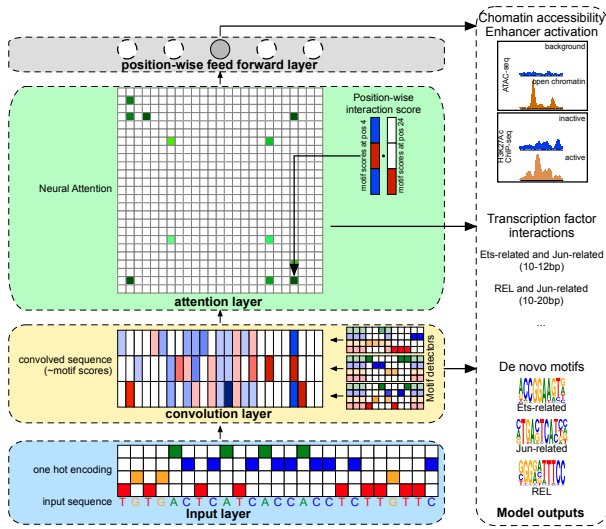 Chromatin accessibility
Enhancer activation
ATAC-seq
background
open chromatin
H3K27Ac
ChIP-seq
inactive
active
position-wise feed forward layer
Position-wise
interaction score
motif scores at pos 4
motif scores at pos 24
Neural Attention
attention layer
Transcription factor
interactions
Ets-related and Jun-related
(10-12bp)
REL and Jun-related
(10-20bp)
...
convolved sequence
(~motif scores)
Motif detectors
convolution layer
De novo motifs
Ets-related
Jun-related
REL
one hot encoding
input sequence
T G T G A C T C A T C A C C A C C T C T T G T T C
Input layer
Model outputs